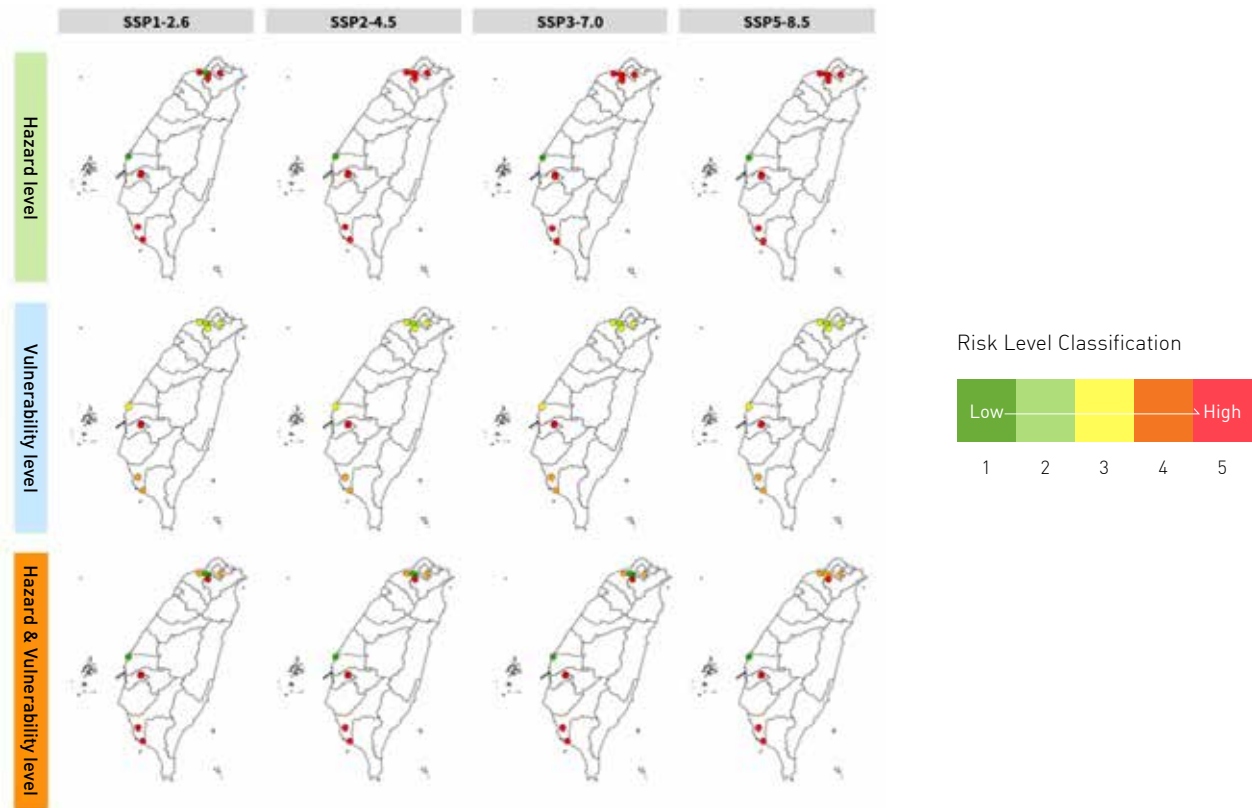 SSP1-2.6
SSP2-4.5
SSP3-7.0
SSP5-8.5
Hazard level
Vulnerability level
Hazard & Vulnerability level
Risk Level Classification
Low
High
1
2
3
4
5